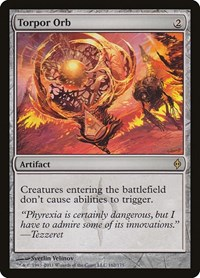 Torpor Orb 2
Artifact
Creatures entering the battlefield
don't cause abilities to trigger.
"Phyrexia is certainly dangerous, but I
have to admire some of its innovations."
—Tezzeret
Svetlin Velinov